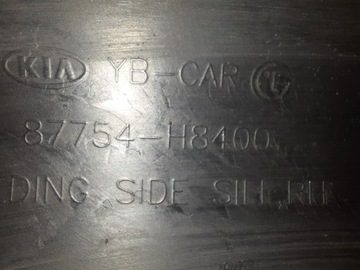 KIA YB-CAR
87754-H8400
DING SIDE SILL,RH